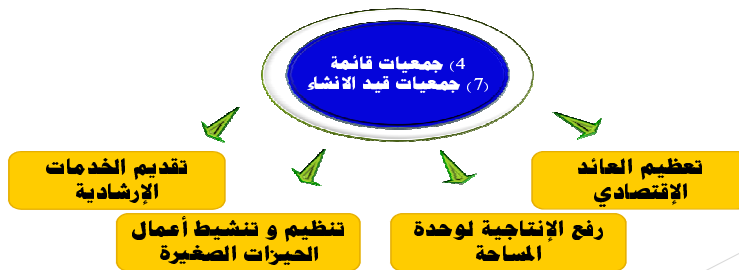 4) جمعيات قائمة
(7) جمعيات قيد الانشاء
تعظيم العائد
الإقتصادي
رفع الإنتاجية لوحدة
المساحة
تنظيم و تنشيط أعمال
الحيزات الصغيرة
تقديم الخدمات
الإرشادية